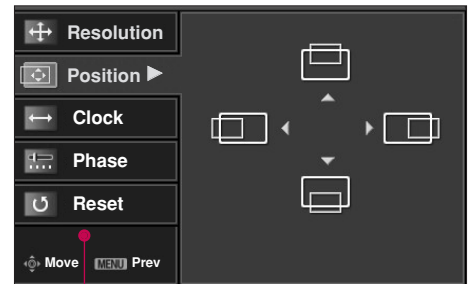 Resolution
Position
Clock
Phase
Reset
Move MENU Prev